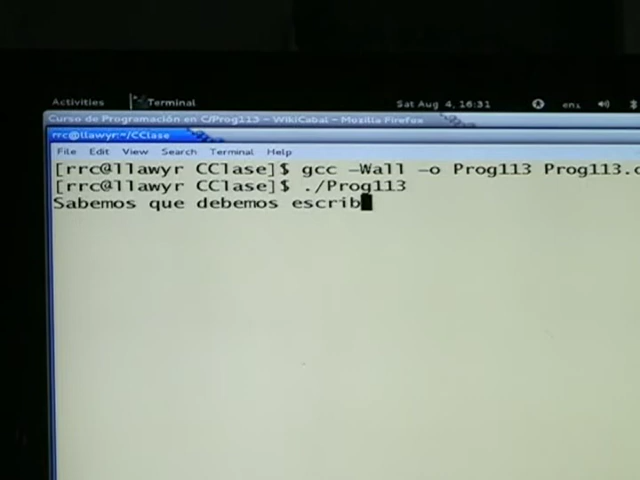 Activities Terminal Sat Aug 4, 16:31 en₁
Curso de Programación en C/Prog113 – WikiCabal – Mozilla Firefox
rrc@llawyr:~/CClase
File Edit View Search Terminal Help
[rrc@llawyr CClase]$ gcc –Wall –o Prog113 Prog113.c
[rrc@llawyr CClase]$ ./Prog113
Sabemos que debemos escrib